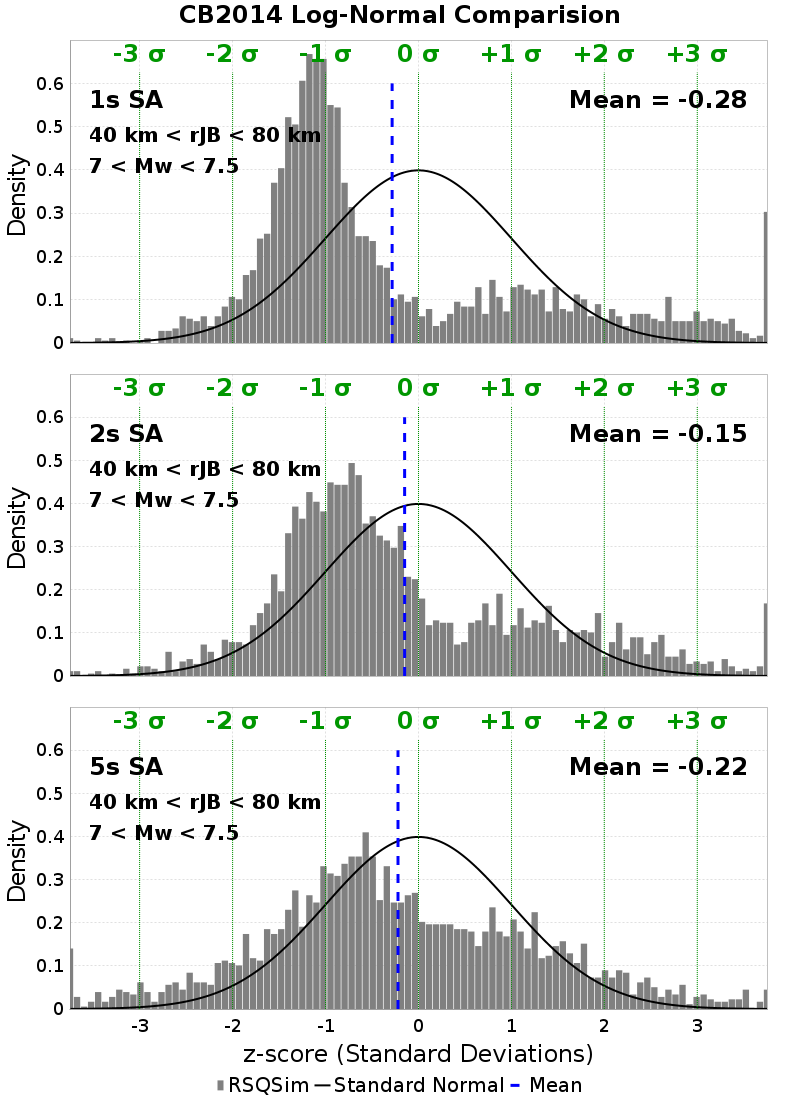 CB2014 Log-Normal Comparision
-3 σ -2 σ -1 σ 0 σ +1 σ +2 σ +3 σ
1s SA Mean = -0.28
40 km < rJB < 80 km
7 < Mw < 7.5
0.6
0.5
0.4
0.3
0.2
0.1
0
Density
-3 σ -2 σ -1 σ 0 σ +1 σ +2 σ +3 σ
2s SA Mean = -0.15
40 km < rJB < 80 km
7 < Mw < 7.5
0.6
0.5
0.4
0.3
0.2
0.1
0
Density
-3 σ -2 σ -1 σ 0 σ +1 σ +2 σ +3 σ
5s SA Mean = -0.22
40 km < rJB < 80 km
7 < Mw < 7.5
0.6
0.5
0.4
0.3
0.2
0.1
0
Density
-3 -2 -1 0 1 2 3
z-score (Standard Deviations)
RSQSim Standard Normal Mean